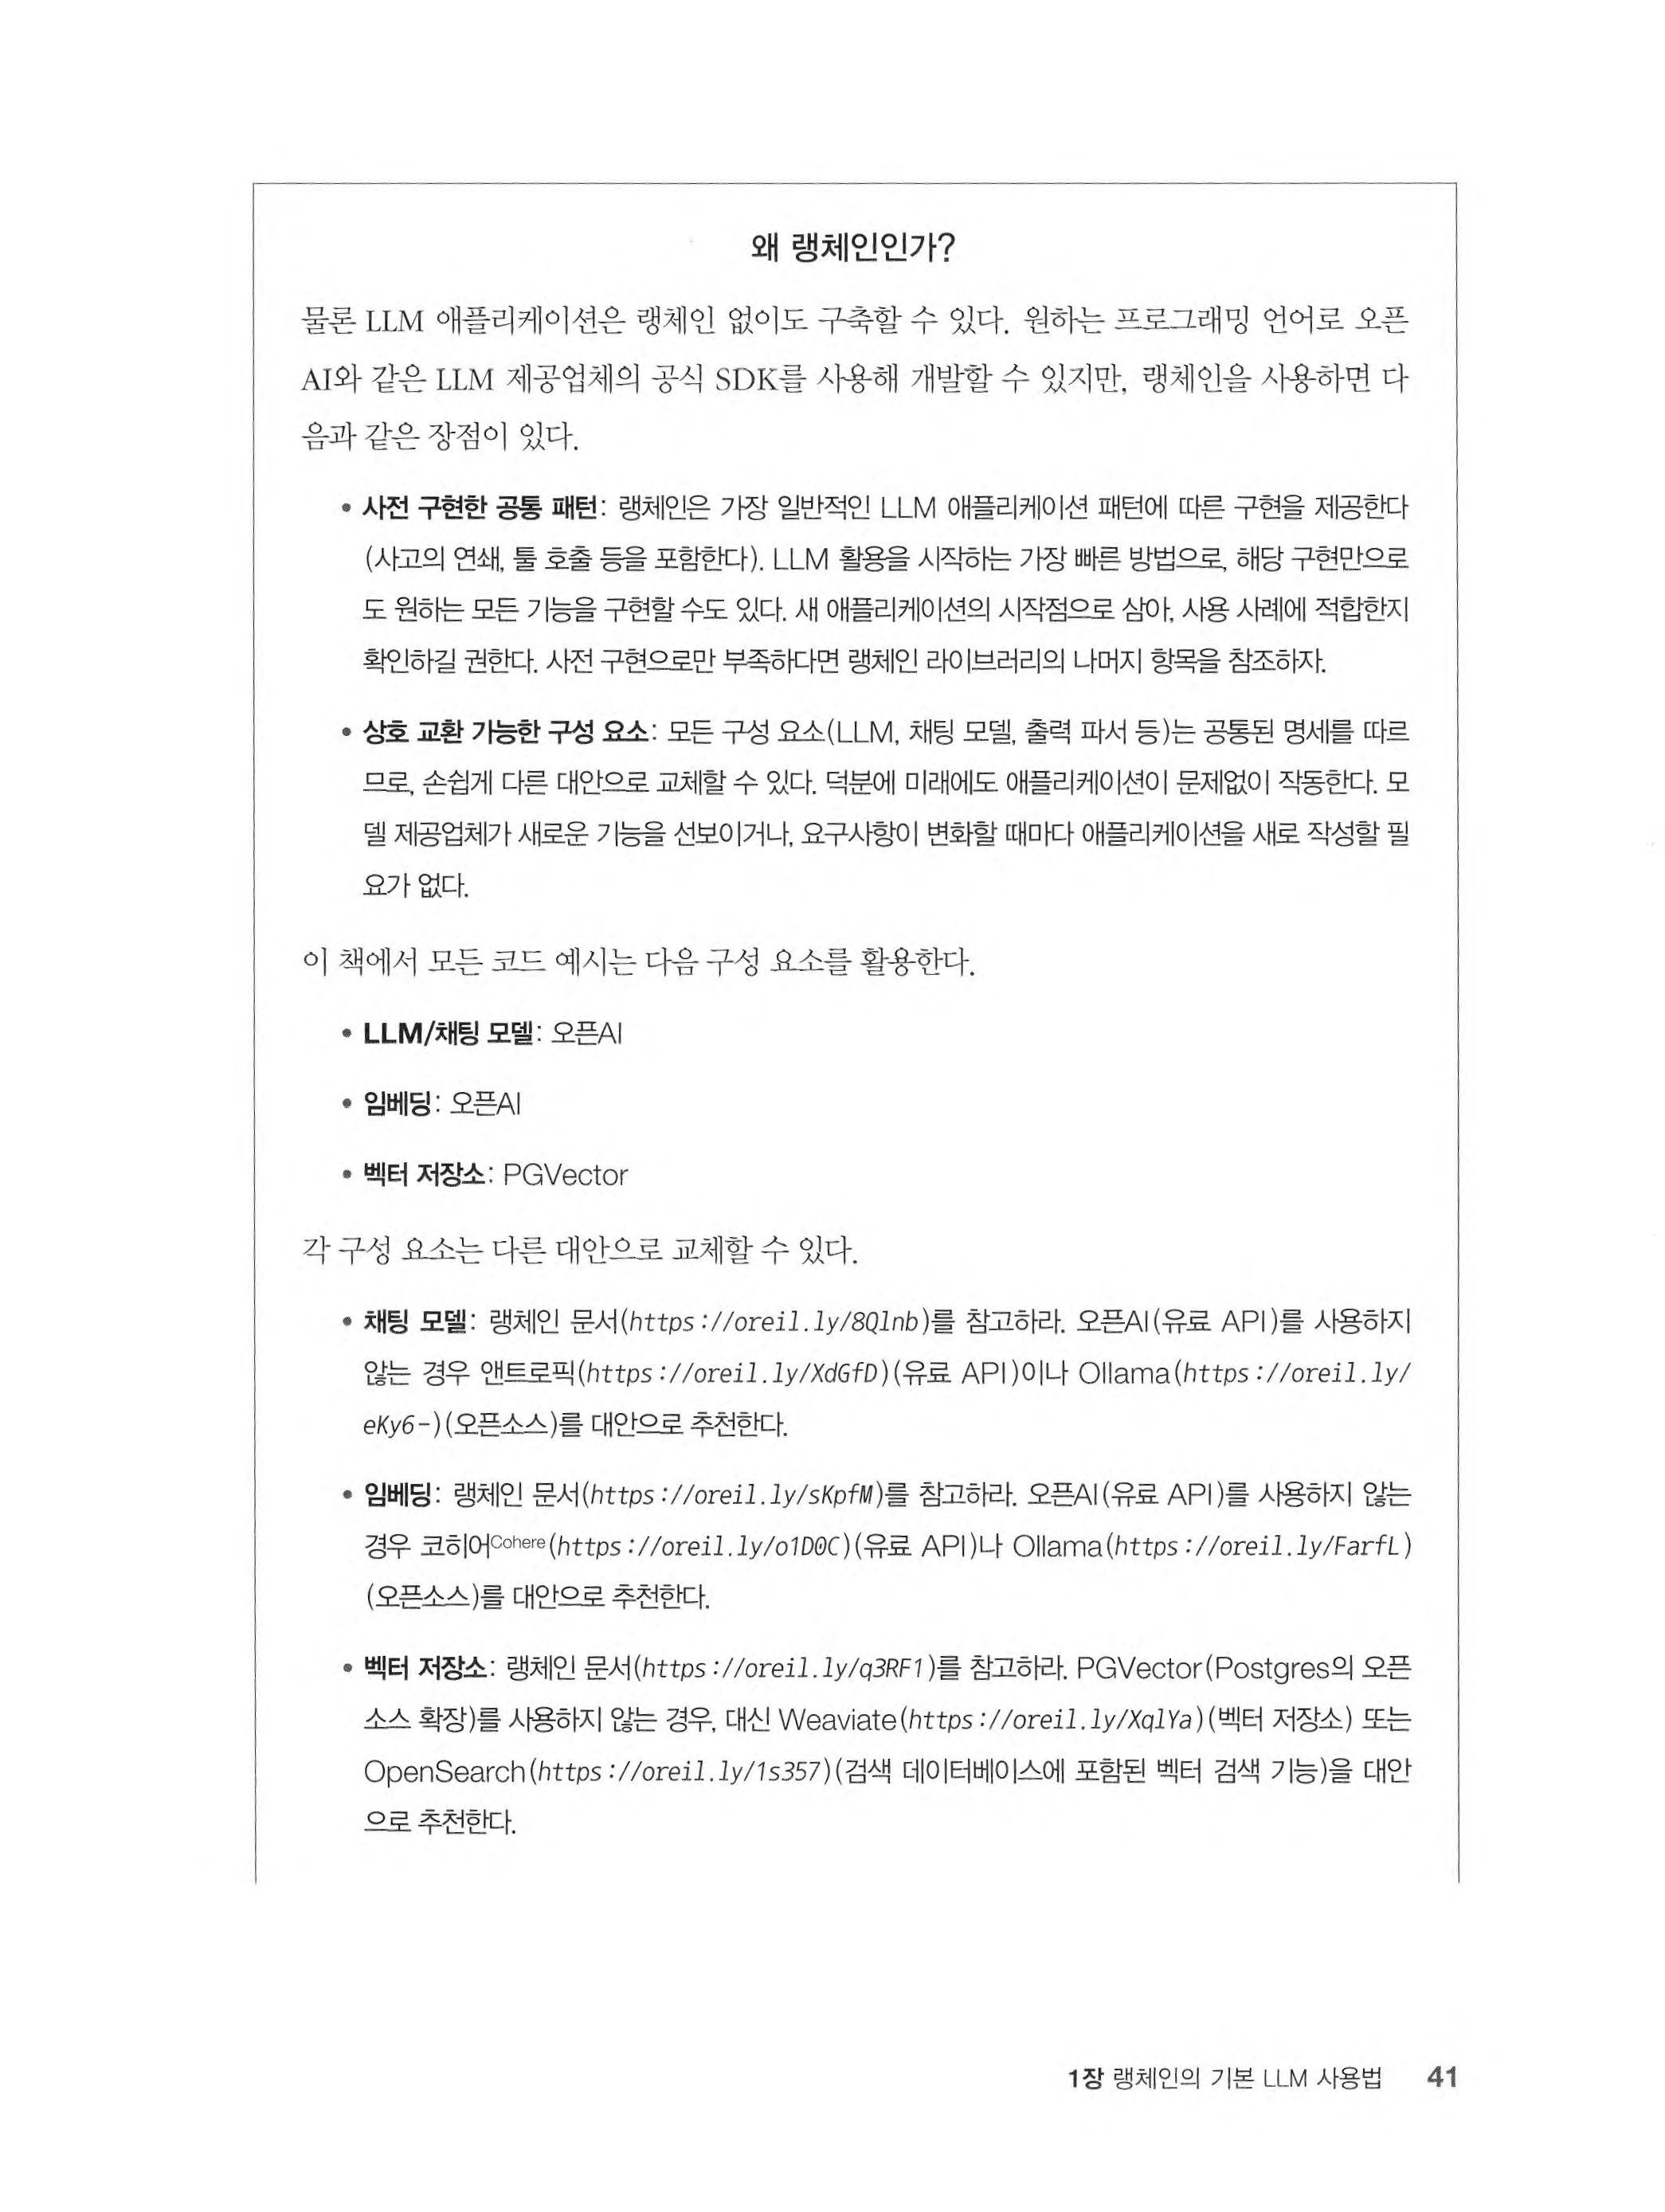 왜 랭체인인가?
물론 LLM 애플리케이션은 랭체인 없이도 구축할 수 있다. 원하는 프로그래밍 언어로 오픈
AI와 같은 LLM 제공업체의 공식 SDK를 사용해 개발할 수 있지만, 랭체인을 사용하면 다
음과 같은 장점이 있다.
• 사전 구현한 공통 패턴: 랭체인은 가장 일반적인 LLM 애플리케이션 패턴에 따른 구현을 제공한다
(사고의 연쇄, 툴 호출 등을 포함한다). LLM 활용을 시작하는 가장 빠른 방법으로, 해당 구현만으로
도 원하는 모든 기능을 구현할 수도 있다. 새 애플리케이션의 시작점으로 삼아, 사용 사례에 적합한지
확인하길 권한다. 사전 구현으로만 부족하다면 랭체인 라이브러리의 나머지 항목을 참조하자.
• 상호 교환 가능한 구성 요소: 모든 구성 요소(LLM, 채팅 모델, 출력 파서 등)는 공통된 명세를 따르
므로, 손쉽게 다른 대안으로 교체할 수 있다. 덕분에 미래에도 애플리케이션이 문제없이 작동한다. 모
델 제공업체가 새로운 기능을 선보이거나, 요구사항이 변화할 때마다 애플리케이션을 새로 작성할 필
요가 없다.
이 책에서 모든 코드 예시는 다음 구성 요소를 활용한다.
• LLM/채팅 모델: 오픈AI
• 임베딩: 오픈AI
• 벡터 저장소: PGVector
각 구성 요소는 다른 대안으로 교체할 수 있다.
• 채팅 모델: 랭체인 문서(https://oreil.ly/8Qlnb)를 참고하라. 오픈AI(유료 API)를 사용하지
않는 경우 앤트로픽(https://oreil.ly/XdGfD)(유료 API)이나 Ollama(https://oreil.ly/
eKy6-)(오픈소스)를 대안으로 추천한다.
• 임베딩: 랭체인 문서(https://oreil.ly/sKpfM)를 참고하라. 오픈AI(유료 API)를 사용하지 않는
경우 코히어Cohere(https://oreil.ly/o1D0C)(유료 API)나 Ollama(https://oreil.ly/FarfL)
(오픈소스)를 대안으로 추천한다.
• 벡터 저장소: 랭체인 문서(https://oreil.ly/q3RF1)를 참고하라. PGVector(Postgres의 오픈
소스 확장)를 사용하지 않는 경우, 대신 Weaviate(https://oreil.ly/XqlYa)(벡터 저장소) 또는
OpenSearch(https://oreil.ly/1s357)(검색 데이터베이스에 포함된 벡터 검색 기능)을 대안
으로 추천한다.
1장 랭체인의 기본 LLM 사용법 41